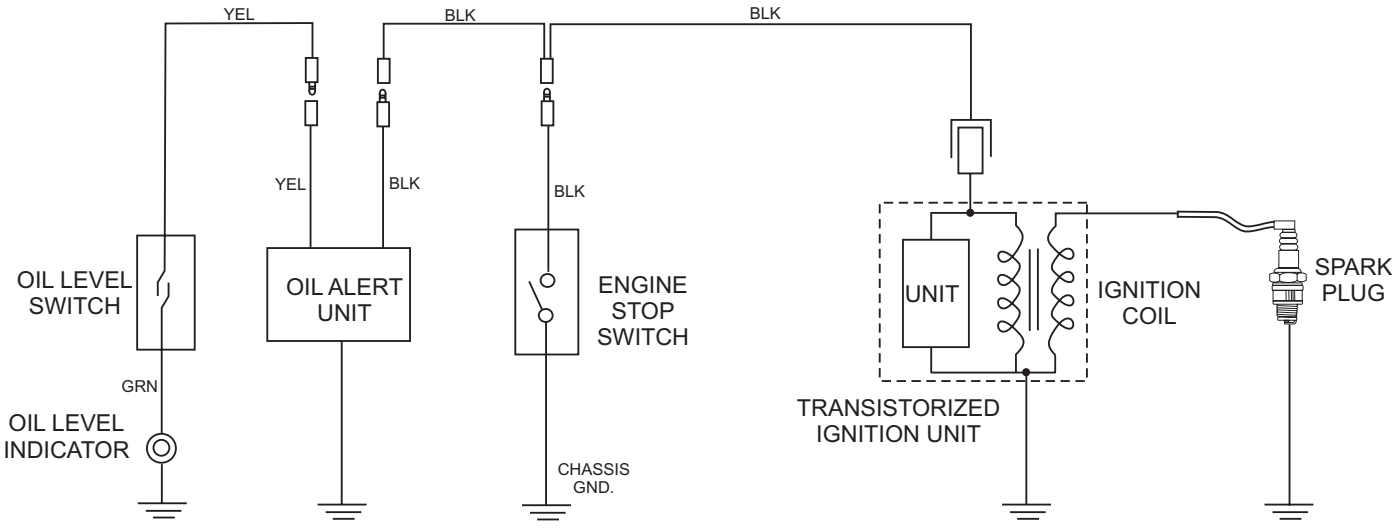 YEL
BLK
BLK
YEL
BLK
BLK
OIL LEVEL
SWITCH
OIL ALERT
UNIT
ENGINE
STOP
SWITCH
UNIT
IGNITION
COIL
SPARK
PLUG
GRN
OIL LEVEL
INDICATOR
TRANSISTORIZED
IGNITION UNIT
CHASSIS
GND.